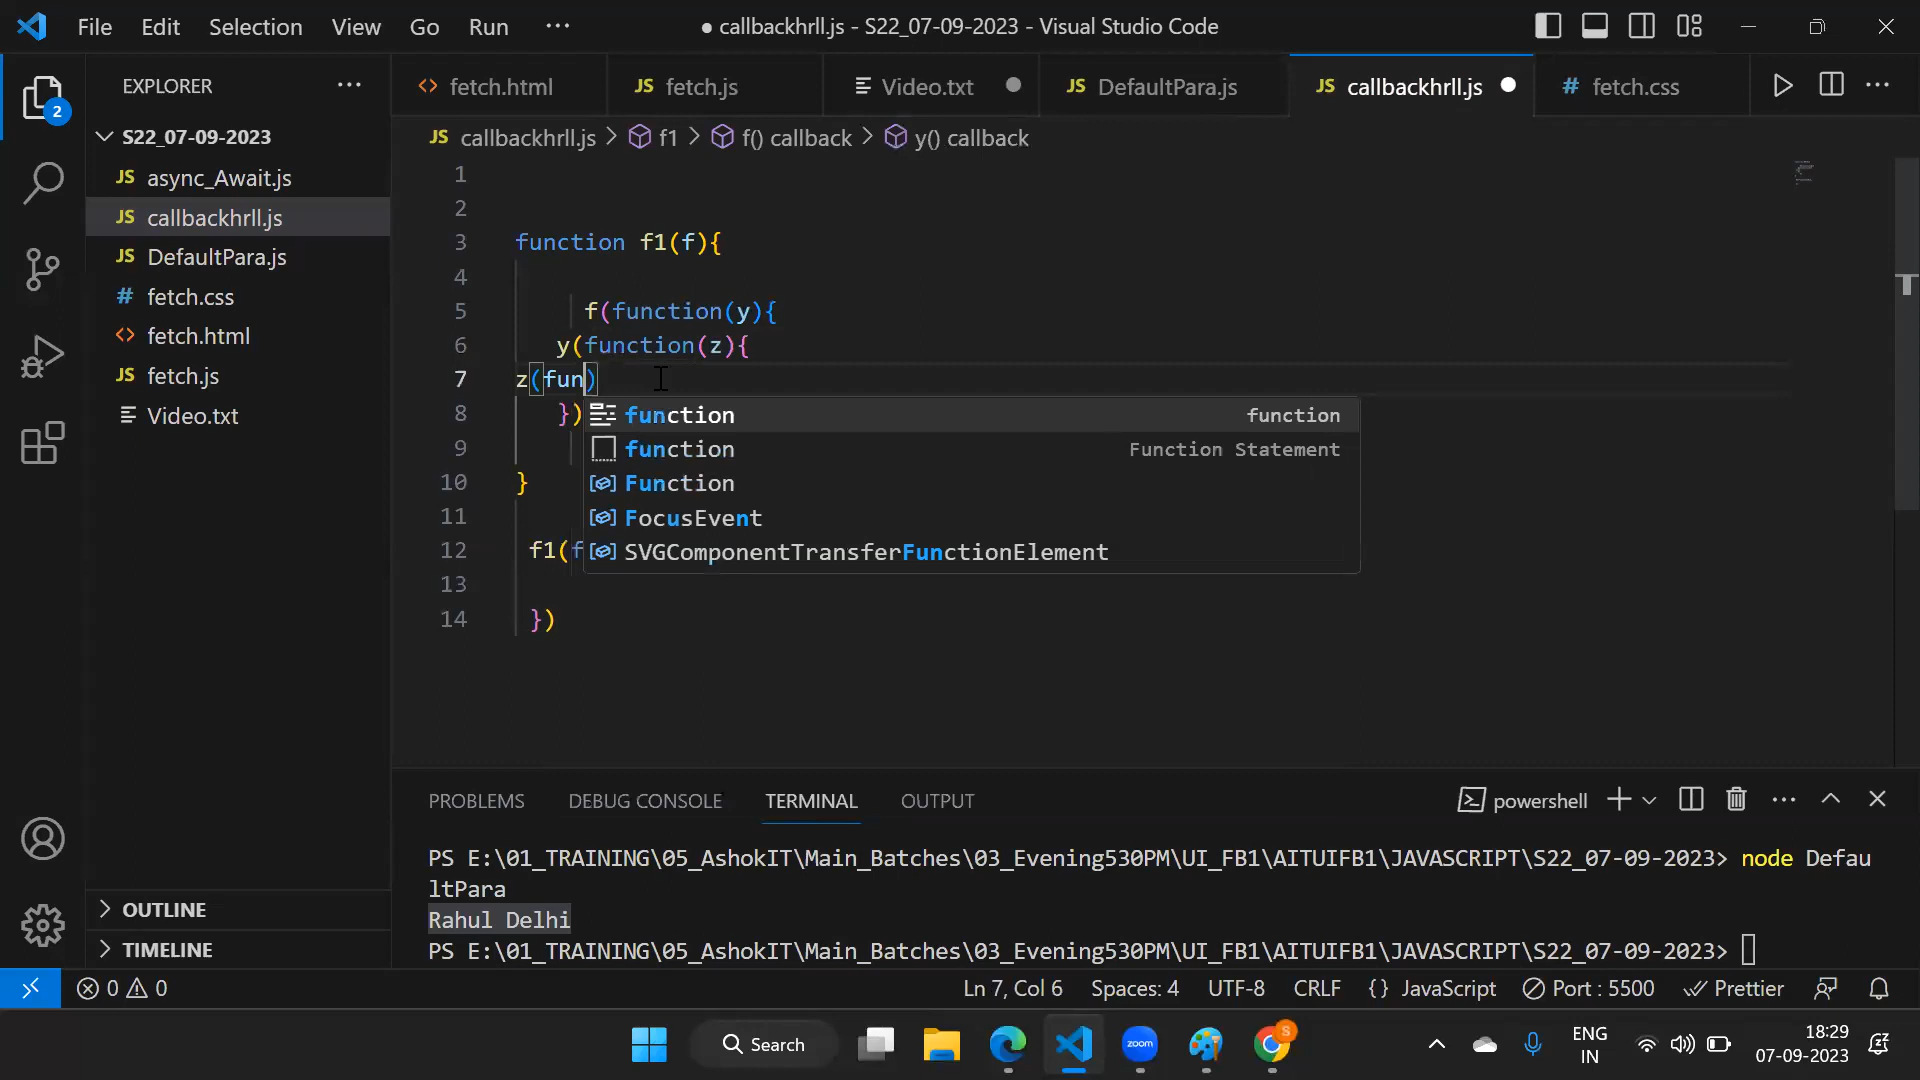 File Edit Selection View Go Run ··· ● callbackhrll.js - S22_07-09-2023 - Visual Studio Code
EXPLORER ···
<> fetch.html JS fetch.js Video.txt ● JS DefaultPara.js JS callbackhrll.js ● # fetch.css ···
2
S22_07-09-2023
JS callbackhrll.js > f1 > f() callback > y() callback
JS async_Await.js
JS callbackhrll.js
JS DefaultPara.js
# fetch.css
<> fetch.html
JS fetch.js
Video.txt
1
2
3 function f1(f){
4
5 f(function(y){
6 y(function(z){
7 z(fun)
8 })
9
10 }
11
12 f1(f
13
14 })
function function
function Function Statement
Function
FocusEvent
SVGComponentTransferFunctionElement
PROBLEMS DEBUG CONSOLE TERMINAL OUTPUT powershell ···
PS E:\01_TRAINING\05_AshokIT\Main_Batches\03_Evening530PM\UI_FB1\AITUIFB1\JAVASCRIPT\S22_07-09-2023> node Defau
ltPara
Rahul Delhi
PS E:\01_TRAINING\05_AshokIT\Main_Batches\03_Evening530PM\UI_FB1\AITUIFB1\JAVASCRIPT\S22_07-09-2023>
OUTLINE
TIMELINE
0 0 Ln 7, Col 6 Spaces: 4 UTF-8 CRLF {} JavaScript Port : 5500 Prettier
Search zoom S ENG 18:29
IN 07-09-2023